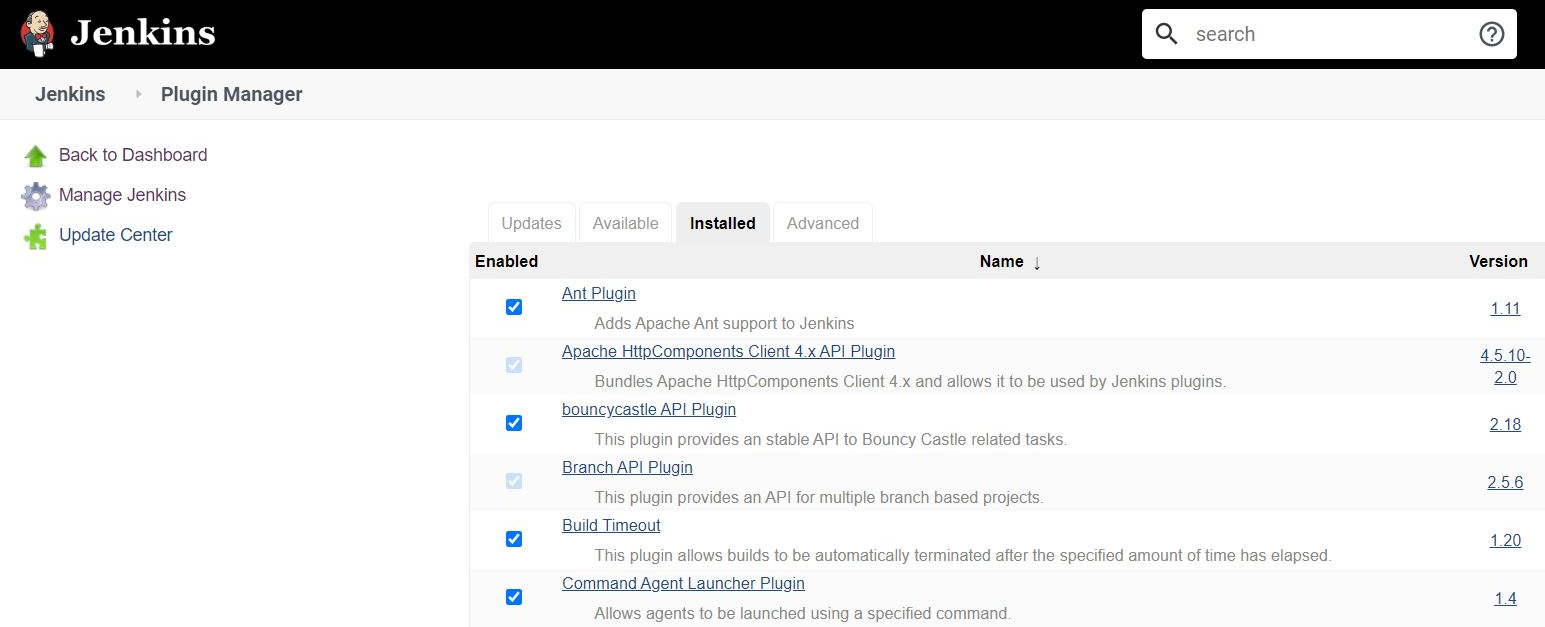 Jenkins
search
Jenkins Plugin Manager
Back to Dashboard
Manage Jenkins
Update Center
Updates Available Installed Advanced
Enabled Name ↓ Version
Ant Plugin
Adds Apache Ant support to Jenkins
1.11
Apache HttpComponents Client 4.x API Plugin
Bundles Apache HttpComponents Client 4.x and allows it to be used by Jenkins plugins.
4.5.10-
2.0
bouncycastle API Plugin
This plugin provides an stable API to Bouncy Castle related tasks.
2.18
Branch API Plugin
This plugin provides an API for multiple branch based projects.
2.5.6
Build Timeout
This plugin allows builds to be automatically terminated after the specified amount of time has elapsed.
1.20
Command Agent Launcher Plugin
Allows agents to be launched using a specified command.
1.4